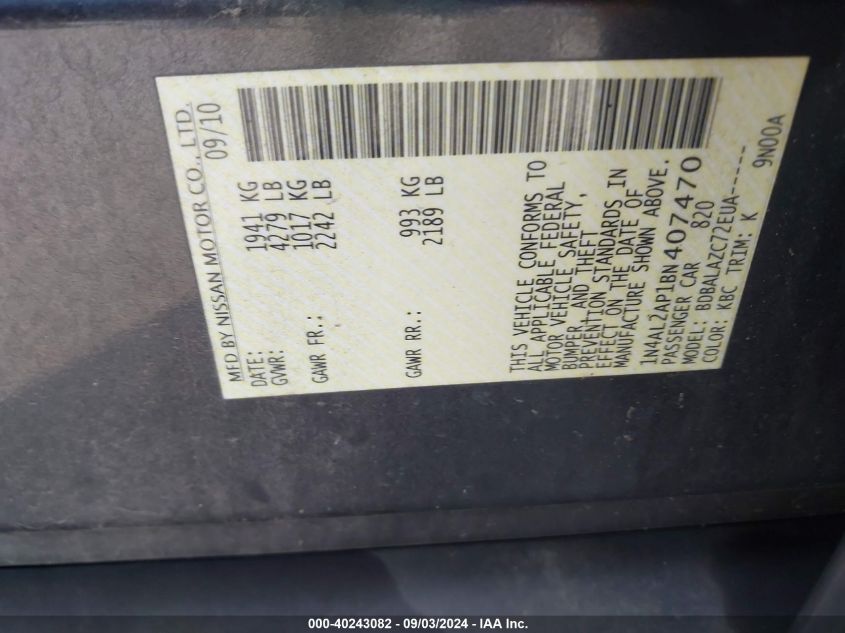 MFD BY NISSAN MOTOR CO., LTD.
DATE: 09/10
GVWR: 1941 KG
4279 LB
GAWR FR.: 1017 KG
2242 LB
GAWR RR.: 993 KG
2189 LB
THIS VEHICLE CONFORMS TO
ALL APPLICABLE FEDERAL
MOTOR VEHICLE SAFETY,
BUMPER, AND THEFT
PREVENTION STANDARDS IN
EFFECT ON THE DATE OF
MANUFACTURE SHOWN ABOVE.
1N4AL2AP1BN407470
PASSENGER CAR 820
MODEL: BDBALAZC72EUA------
COLOR: KBC TRIM: K 9N00A
000-40243082 - 09/03/2024 - IAA Inc.